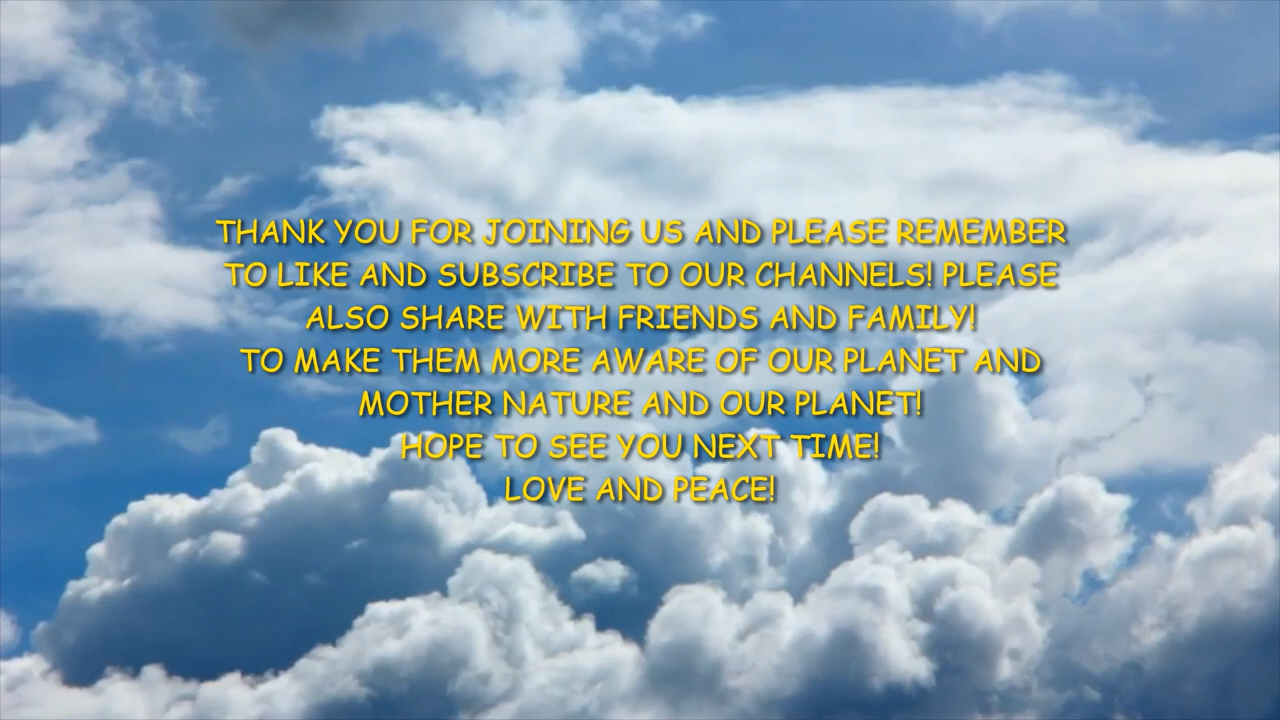 THANK YOU FOR JOINING US AND PLEASE REMEMBER
TO LIKE AND SUBSCRIBE TO OUR CHANNELS! PLEASE
ALSO SHARE WITH FRIENDS AND FAMILY!
TO MAKE THEM MORE AWARE OF OUR PLANET AND
MOTHER NATURE AND OUR PLANET!
HOPE TO SEE YOU NEXT TIME!
LOVE AND PEACE!